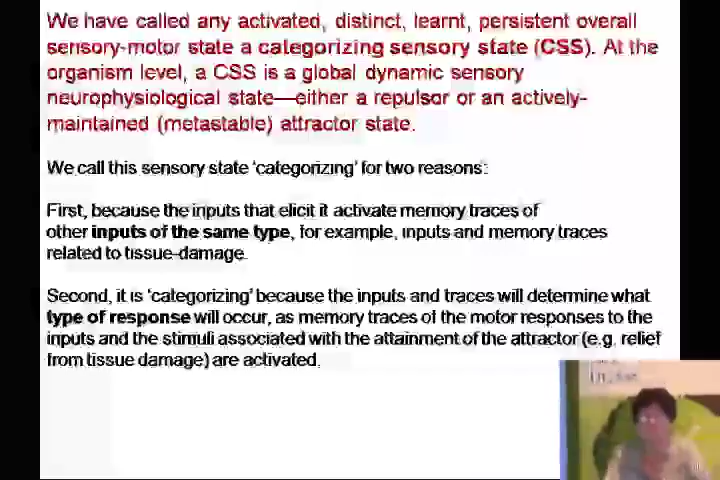 We have called any activated, distinct, learnt, persistent overall
sensory-motor state a categorizing sensory state (CSS). At the
organism level, a CSS is a global dynamic sensory
neurophysiological state—either a repulsor or an actively-
maintained (metastable) attractor state.
We call this sensory state 'categorizing' for two reasons:
First, because the inputs that elicit it activate memory traces of
other inputs of the same type, for example, inputs and memory traces
related to tissue-damage.
Second, it is 'categorizing' because the inputs and traces will determine what
type of response will occur, as memory traces of the motor responses to the
inputs and the stimuli associated with the attainment of the attractor (e.g. relief
from tissue damage) are activated.